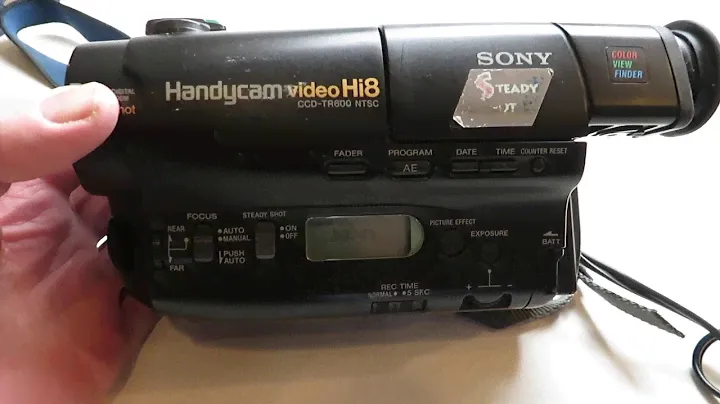 SONY
COLOR
VIEW
FINDER
Handycam video Hi8
CCD-TR600 NTSC
STEADY
FADER
PROGRAM
AE
DATE
TIME
COUNTER RESET
FOCUS
NEAR
FAR
AUTO
MANUAL
PUSH
AUTO
STEADY SHOT
ON
OFF
PICTURE EFFECT
EXPOSURE
+
-
BATT
REC TIME
NORMAL 5 SEC